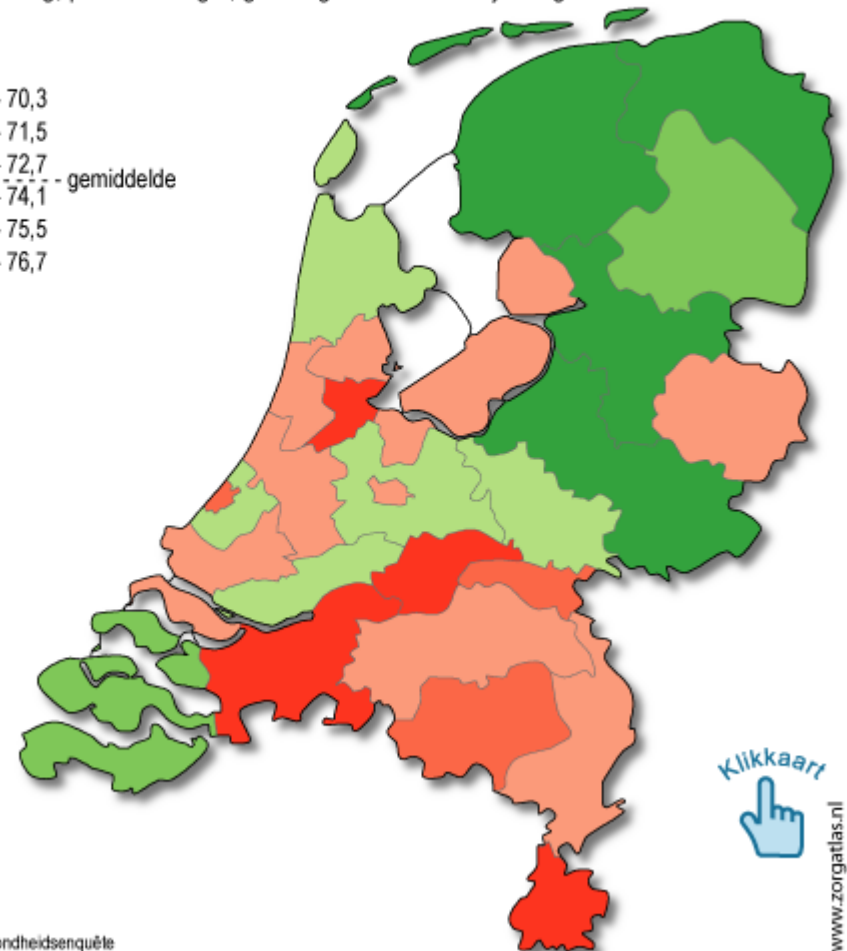 70,3
71,5
72,7
gemiddelde
74,1
75,5
76,7
Klikkaart
www.zorgatlas.nl
ondheidsenquête